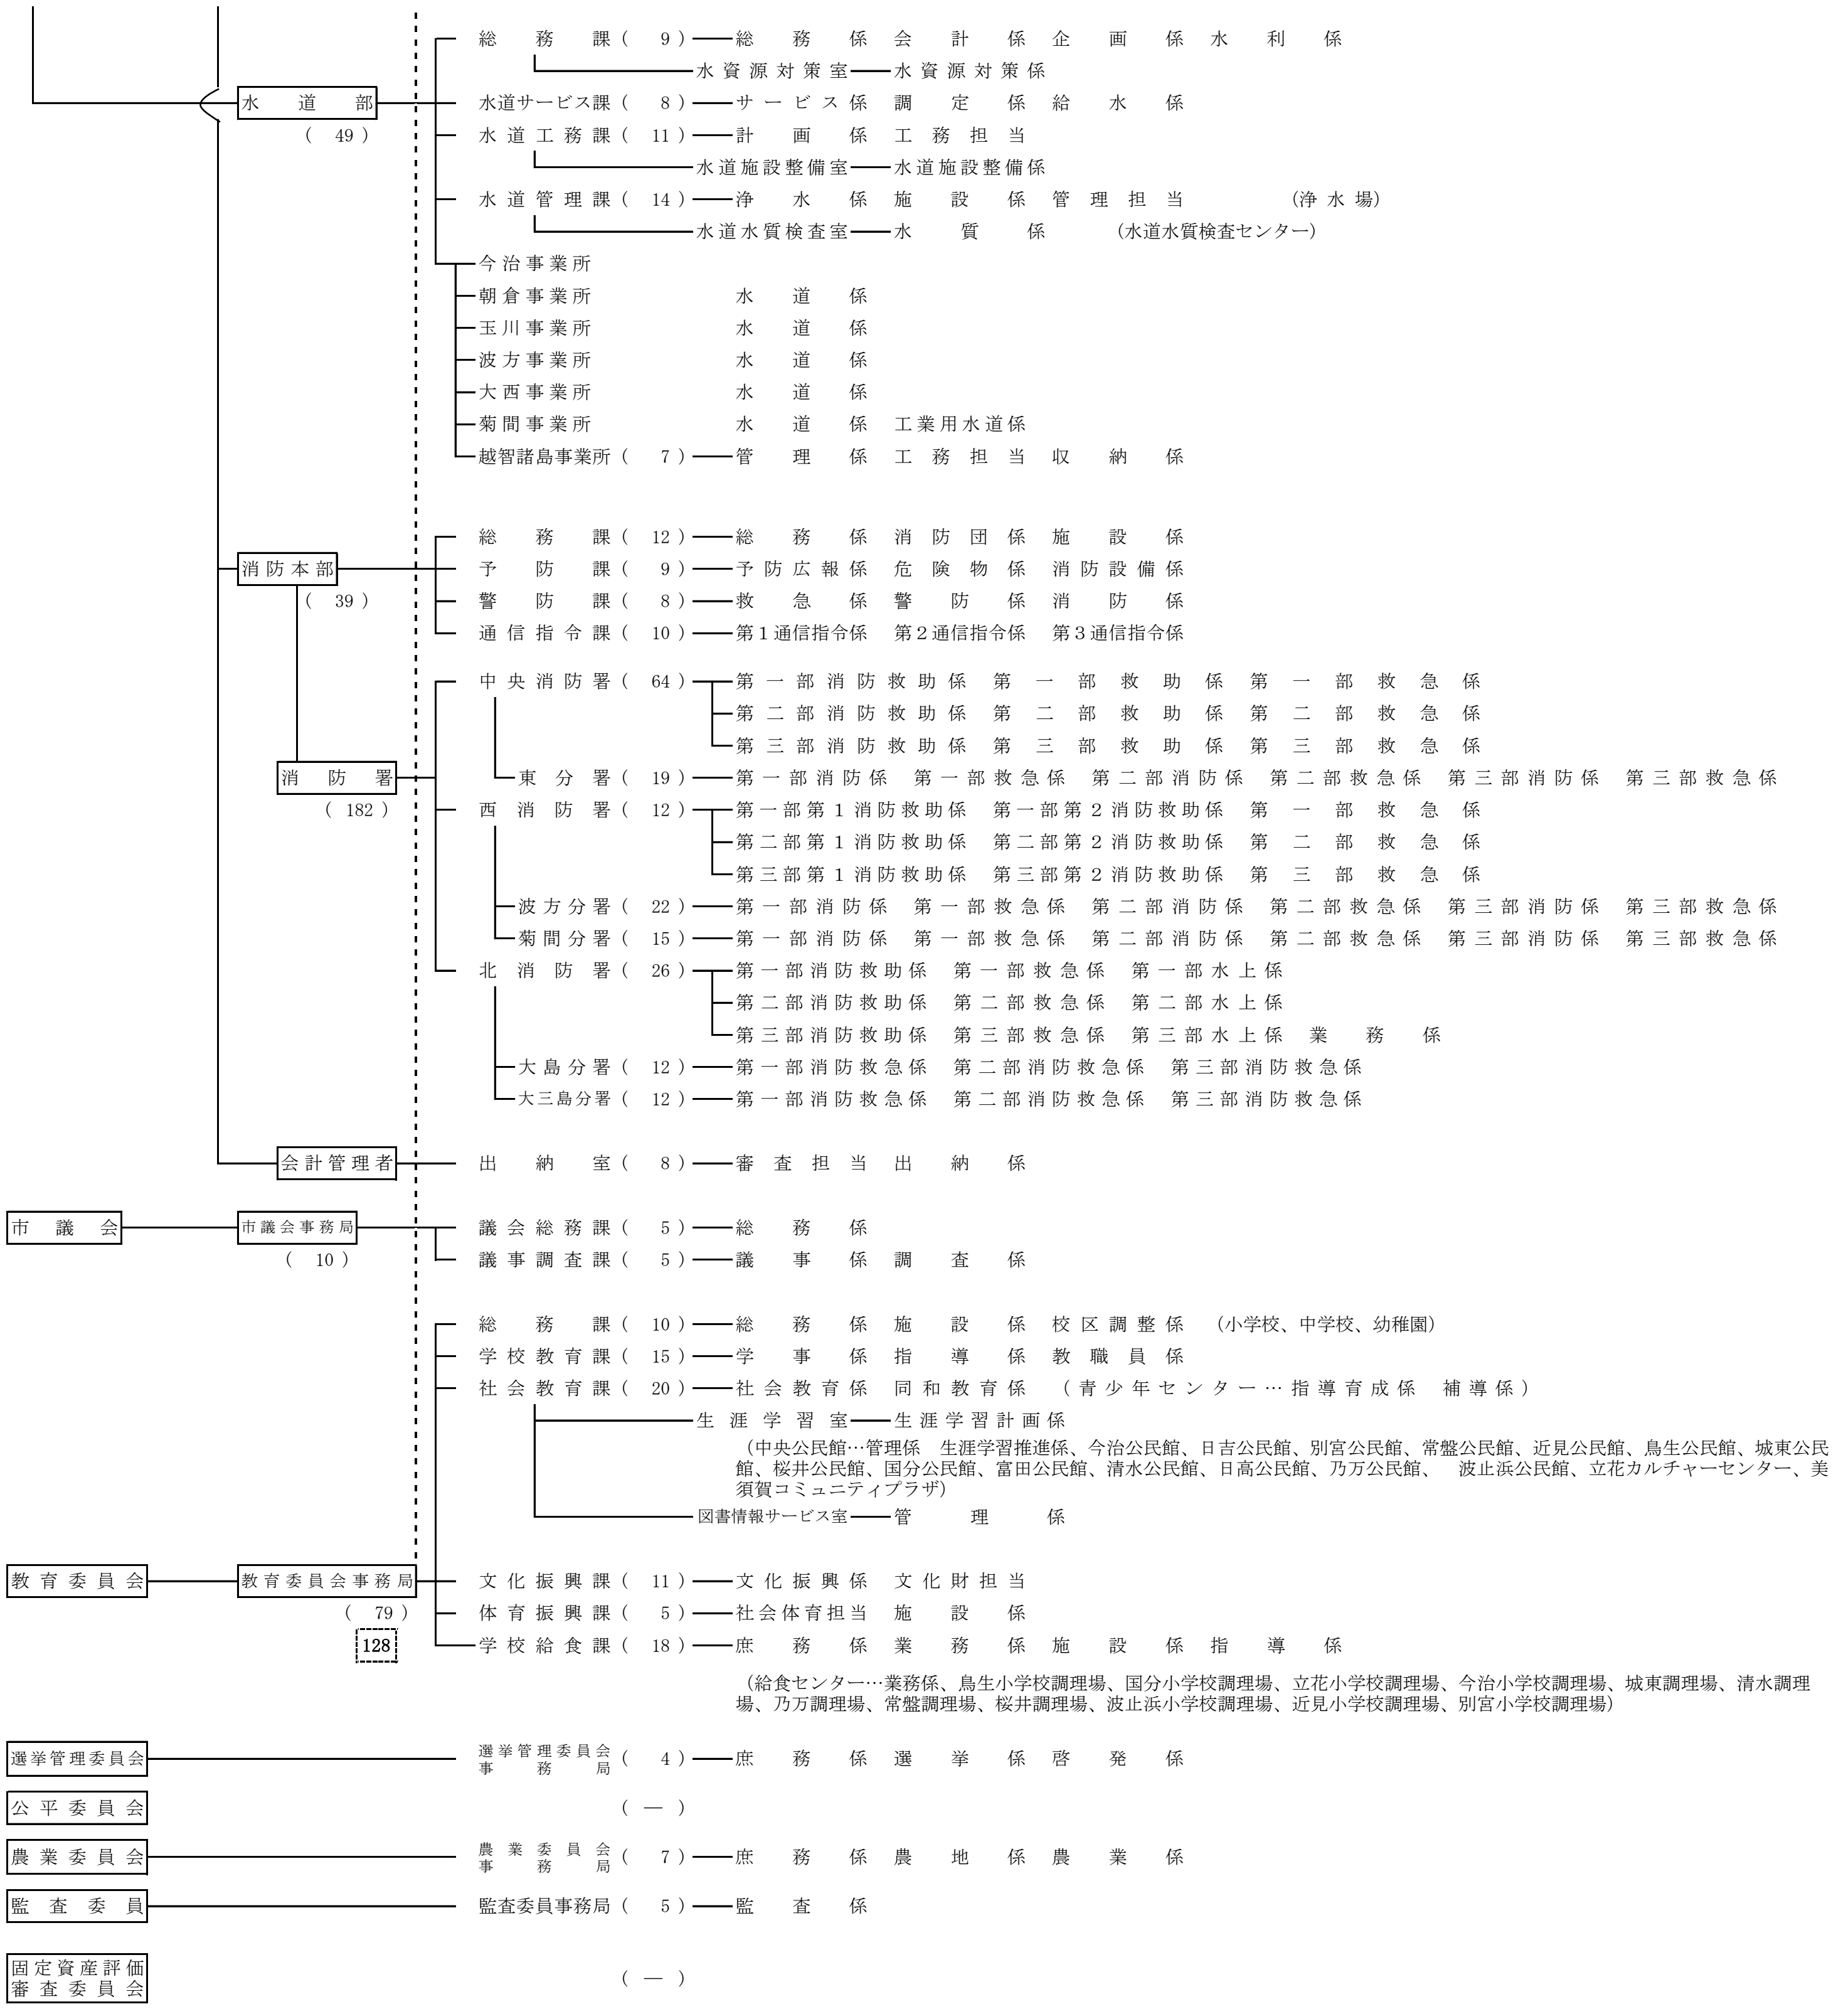 総務課( 9 ) 総務係 会計係 企画係 水利係
水資源対策室 水資源対策係
水道部 水道サービス課( 8 ) サービス係 調定係 給水係
( 49 ) 水道工務課( 11 ) 計画係 工務担当
水道施設整備室 水道施設整備係
水道管理課( 14 ) 浄水係 施設係 管理担当 (浄水場)
水道水質検査室 水質係 (水道水質検査センター)
今治事業所
朝倉事業所 水道係
玉川事業所 水道係
波方事業所 水道係
大西事業所 水道係
菊間事業所 水道係 工業用水道係
越智諸島事業所( 7 ) 管理係 工務担当 収納係
総務課( 12 ) 総務係 消防団係 施設係
消防本部 予防課( 9 ) 予防広報係 危険物係 消防設備係
( 39 ) 警防課( 8 ) 救急係 警防係 消防係
通信指令課( 10 ) 第1通信指令係 第2通信指令係 第3通信指令係
中央消防署( 64 ) 第一部消防救助係 第一部救助係 第一部救急係
第二部消防救助係 第二部救助係 第二部救急係
第三部消防救助係 第三部救助係 第三部救急係
消防署 東分署( 19 ) 第一部消防係 第一部救急係 第二部消防係 第二部救急係 第三部消防係 第三部救急係
( 182 ) 西消防署( 12 ) 第一部第1消防救助係 第一部第2消防救助係 第一部救急係
第二部第1消防救助係 第二部第2消防救助係 第二部救急係
第三部第1消防救助係 第三部第2消防救助係 第三部救急係
波方分署( 22 ) 第一部消防係 第一部救急係 第二部消防係 第二部救急係 第三部消防係 第三部救急係
菊間分署( 15 ) 第一部消防係 第一部救急係 第二部消防係 第二部救急係 第三部消防係 第三部救急係
北消防署( 26 ) 第一部消防救助係 第一部救急係 第一部水上係
第二部消防救助係 第二部救急係 第二部水上係
第三部消防救助係 第三部救急係 第三部水上係 業務係
大島分署( 12 ) 第一部消防救急係 第二部消防救急係 第三部消防救急係
大三島分署( 12 ) 第一部消防救急係 第二部消防救急係 第三部消防救急係
会計管理者 出納室( 8 ) 審査担当 出納係
市議会 市議会事務局 議会総務課( 5 ) 総務係
( 10 ) 議事調査課( 5 ) 議事係 調査係
総務課( 10 ) 総務係 施設係 校区調整係 (小学校、中学校、幼稚園)
学校教育課( 15 ) 学事係 指導係 教職員係
社会教育課( 20 ) 社会教育係 同和教育係 (青少年センター…指導育成係 補導係)
生涯学習室 生涯学習計画係
(中央公民館…管理係 生涯学習推進係、今治公民館、日吉公民館、別宮公民館、常盤公民館、近見公民館、鳥生公民館、城東公民
館、桜井公民館、国分公民館、富田公民館、清水公民館、日高公民館、乃万公民館、 波止浜公民館、立花カルチャーセンター、美
須賀コミュニティプラザ)
図書情報サービス室 管理係
教育委員会 教育委員会事務局 文化振興課( 11 ) 文化振興係 文化財担当
( 79 ) 体育振興課( 5 ) 社会体育担当 施設係
128 学校給食課( 18 ) 庶務係 業務係 施設係 指導係
(給食センター…業務係、鳥生小学校調理場、国分小学校調理場、立花小学校調理場、今治小学校調理場、城東調理場、清水調理
場、乃万調理場、常盤調理場、桜井調理場、波止浜小学校調理場、近見小学校調理場、別宮小学校調理場)
選挙管理委員会 選挙管理委員会
事務局 ( 4 ) 庶務係 選挙係 啓発係
公平委員会 ( ― )
農業委員会 農業委員会
事務局 ( 7 ) 庶務係 農地係 農業係
監査委員 監査委員事務局( 5 ) 監査係
固定資産評価
審査委員会 ( ― )